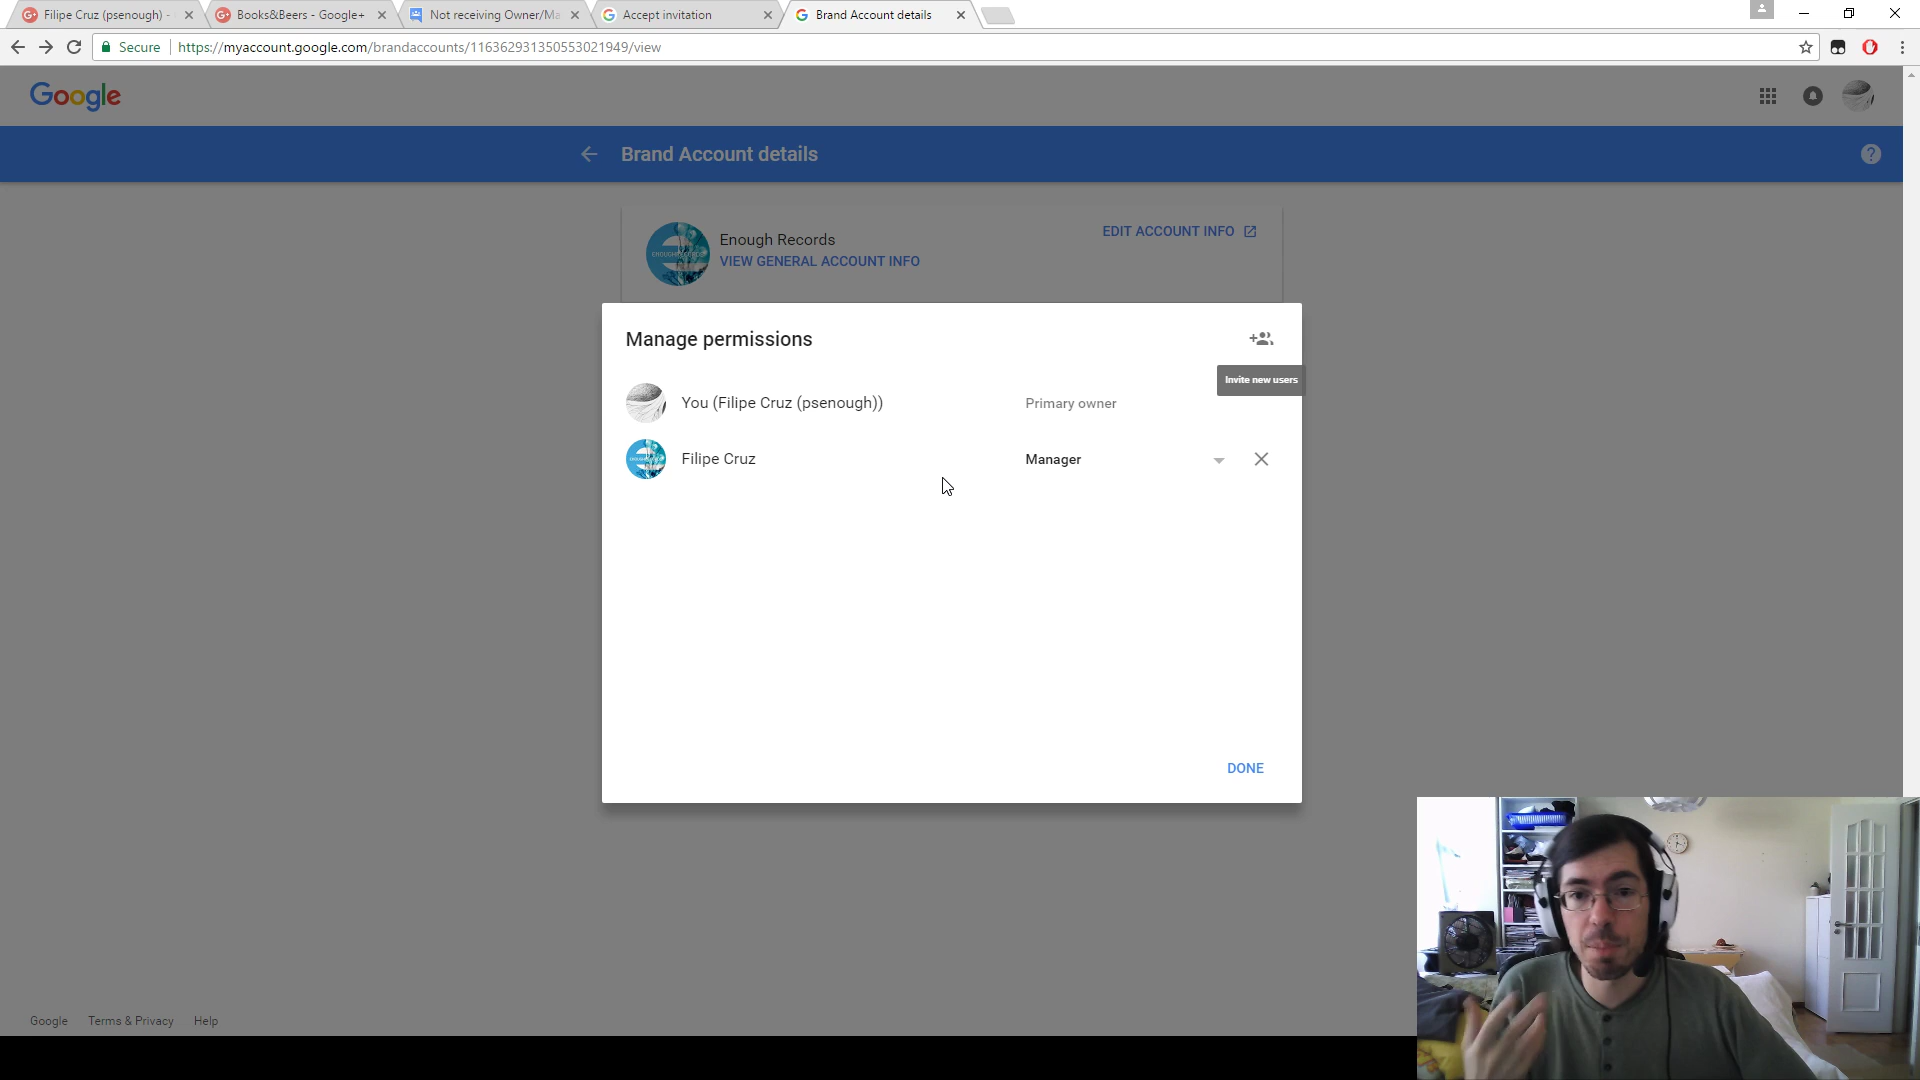 Filipe Cruz (psenough) -
Books&Beers - Google+
Not receiving Owner/Ma
Accept invitation
Brand Account details
Secure
https://myaccount.google.com/brandaccounts/116362931350553021949/view
Google
Brand Account details
?
Enough Records
VIEW GENERAL ACCOUNT INFO
EDIT ACCOUNT INFO
Manage permissions
Invite new users
You (Filipe Cruz (psenough))
Primary owner
Filipe Cruz
Manager
DONE
Google
Terms & Privacy
Help